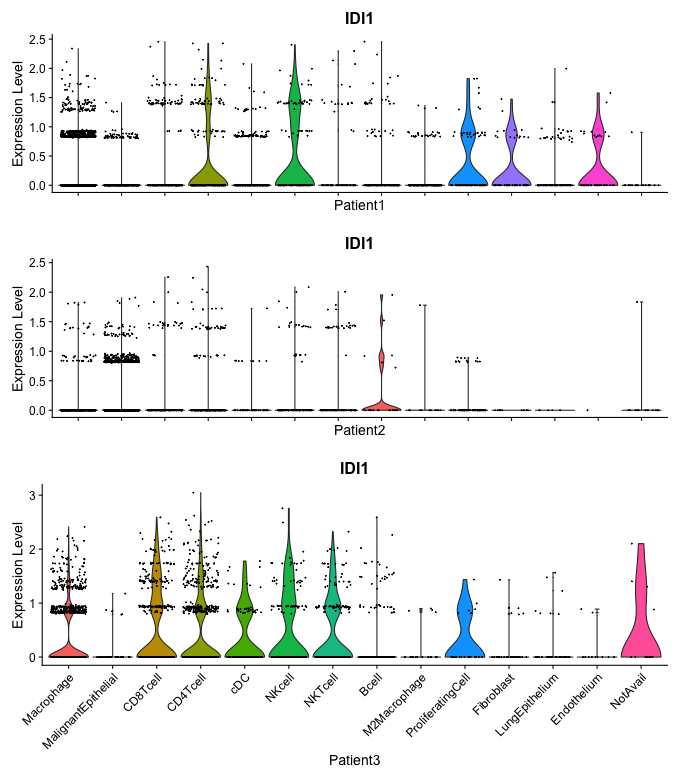 IDI1
Expression Level
2.5
2.0
1.5
1.0
0.5
0.0
Patient1
IDI1
Expression Level
2.5
2.0
1.5
1.0
0.5
0.0
Patient2
IDI1
Expression Level
3
2
1
0
Macrophage
MalignantEpithelial
CD8Tcell
CD4Tcell
cDC
NKcell
NKTcell
Bcell
M2Macrophage
ProliferatingCell
Fibroblast
LungEpithelium
Endothelium
NotAvail
Patient3